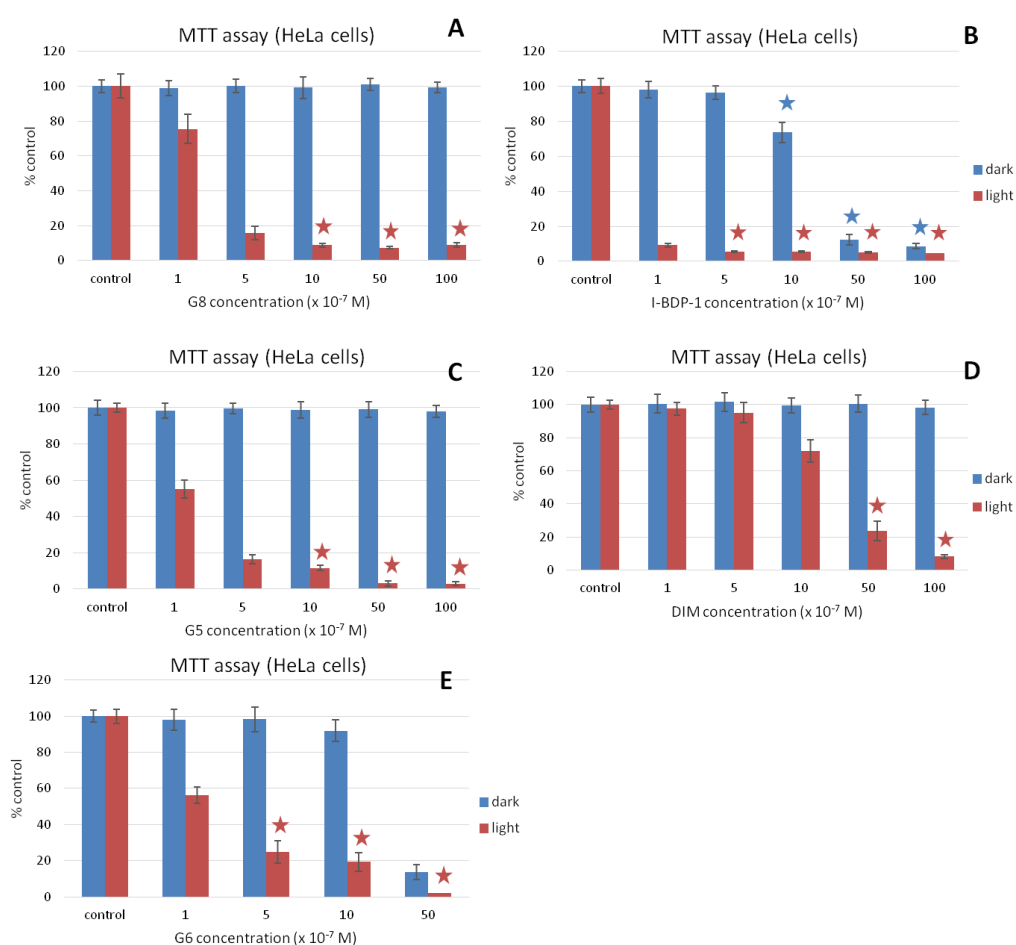 MTT assay (HeLa cells)
A
120
100
80
60
40
20
0
% control
control 1 5 10 50 100
G8 concentration (x 10⁻⁷ M)
MTT assay (HeLa cells)
B
120
100
80
60
40
20
0
% control
control 1 5 10 50 100
I-BDP-1 concentration (x 10⁻⁷ M)
dark
light
MTT assay (HeLa cells)
C
120
100
80
60
40
20
0
% control
control 1 5 10 50 100
G5 concentration (x 10⁻⁷ M)
MTT assay (HeLa cells)
D
120
100
80
60
40
20
0
% control
control 1 5 10 50 100
DIM concentration (x 10⁻⁷ M)
dark
light
MTT assay (HeLa cells)
E
120
100
80
60
40
20
0
% control
control 1 5 10 50
G6 concentration (x 10⁻⁷ M)
dark
light